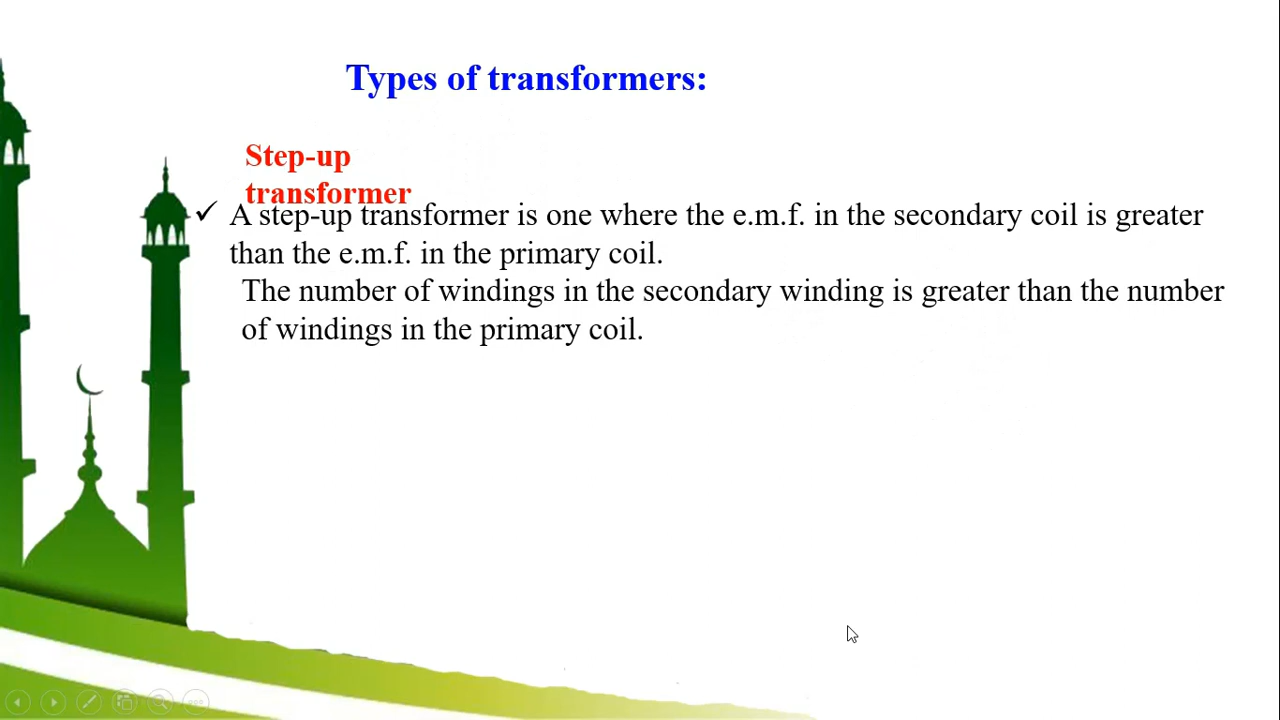 Types of transformers:
Step-up
transformer
✓ A step-up transformer is one where the e.m.f. in the secondary coil is greater
than the e.m.f. in the primary coil.
The number of windings in the secondary winding is greater than the number
of windings in the primary coil.